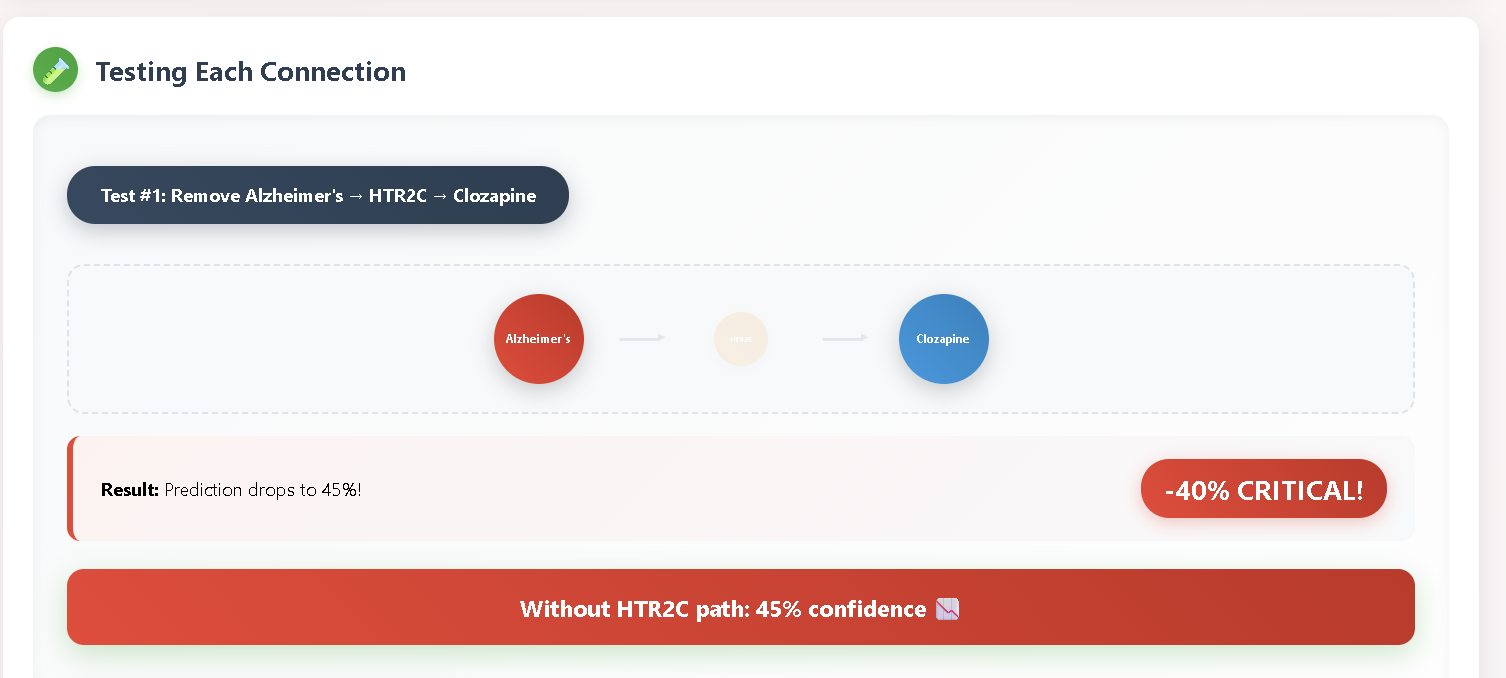 Testing Each Connection
Test #1: Remove Alzheimer's → HTR2C → Clozapine
Alzheimer's
Clozapine
Result: Prediction drops to 45%!
-40% CRITICAL!
Without HTR2C path: 45% confidence